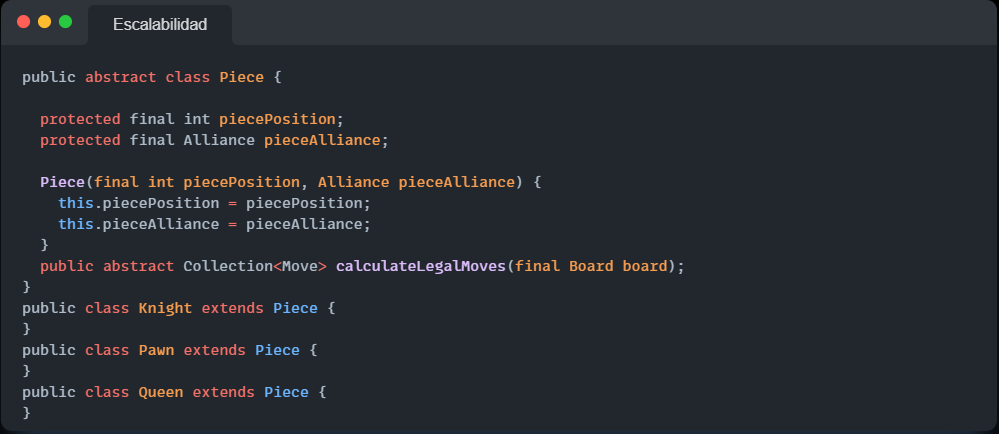 Escalabilidad
public abstract class Piece {
  protected final int piecePosition;
  protected final Alliance pieceAlliance;
  Piece(final int piecePosition, Alliance pieceAlliance) {
    this.piecePosition = piecePosition;
    this.pieceAlliance = pieceAlliance;
  }
  public abstract Collection<Move> calculateLegalMoves(final Board board);
}
public class Knight extends Piece {
}
public class Pawn extends Piece {
}
public class Queen extends Piece {
}